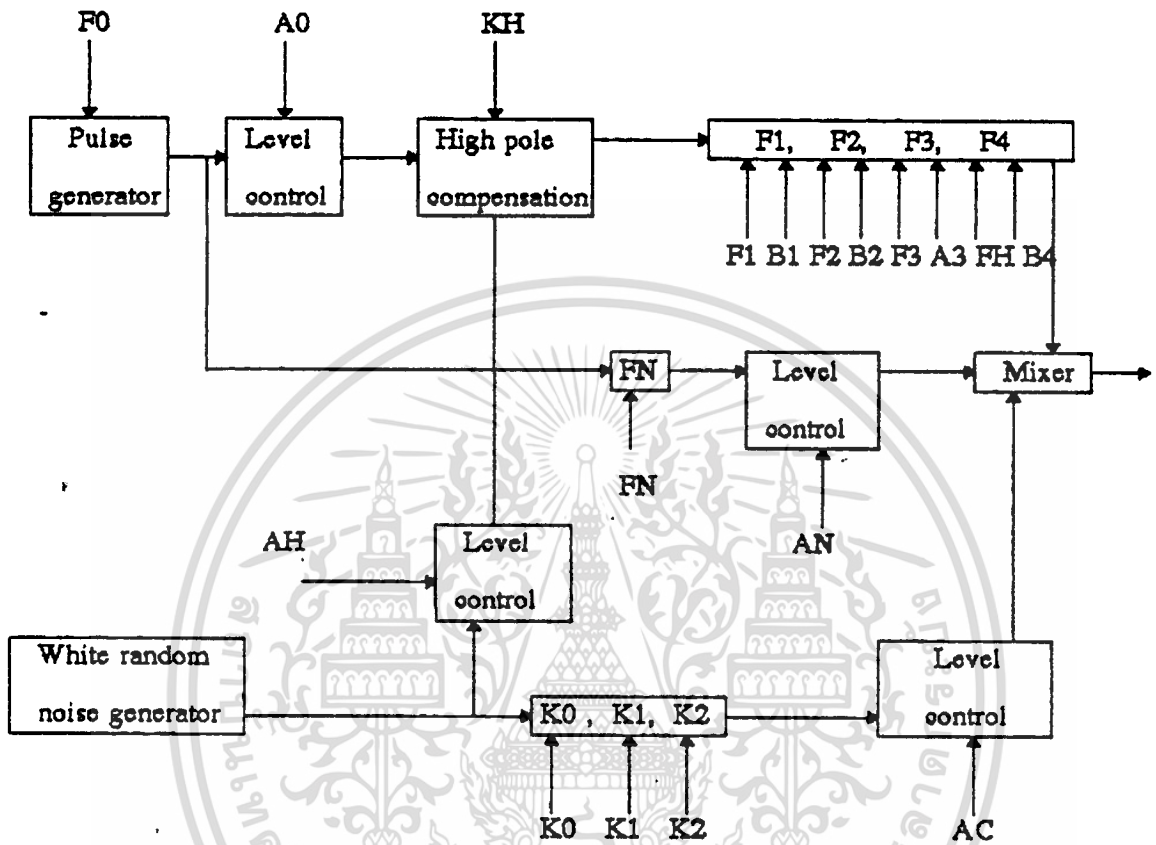 F0 A0 KH
Pulse
generator
Level
control
High pole
compensation
F1, F2, F3, F4
F1 B1 F2 B2 F3 A3 FH B4
FN
Level
control
Mixer
FN
AN
AH
Level
control
White random
noise generator
K0 , K1, K2
Level
control
K0 K1 K2
AC